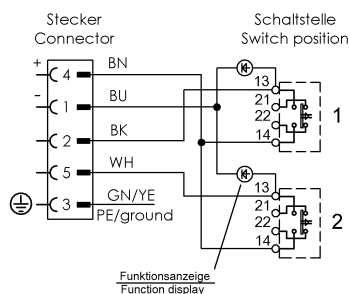 Stecker
Connector
Schaltstelle
Switch position
+ 4 BN
- 1 BU
2 BK
5 WH
3 GN/YE
PE/ground
13
21
22
14
1
13
21
22
14
2
Funktionsanzeige
Function display